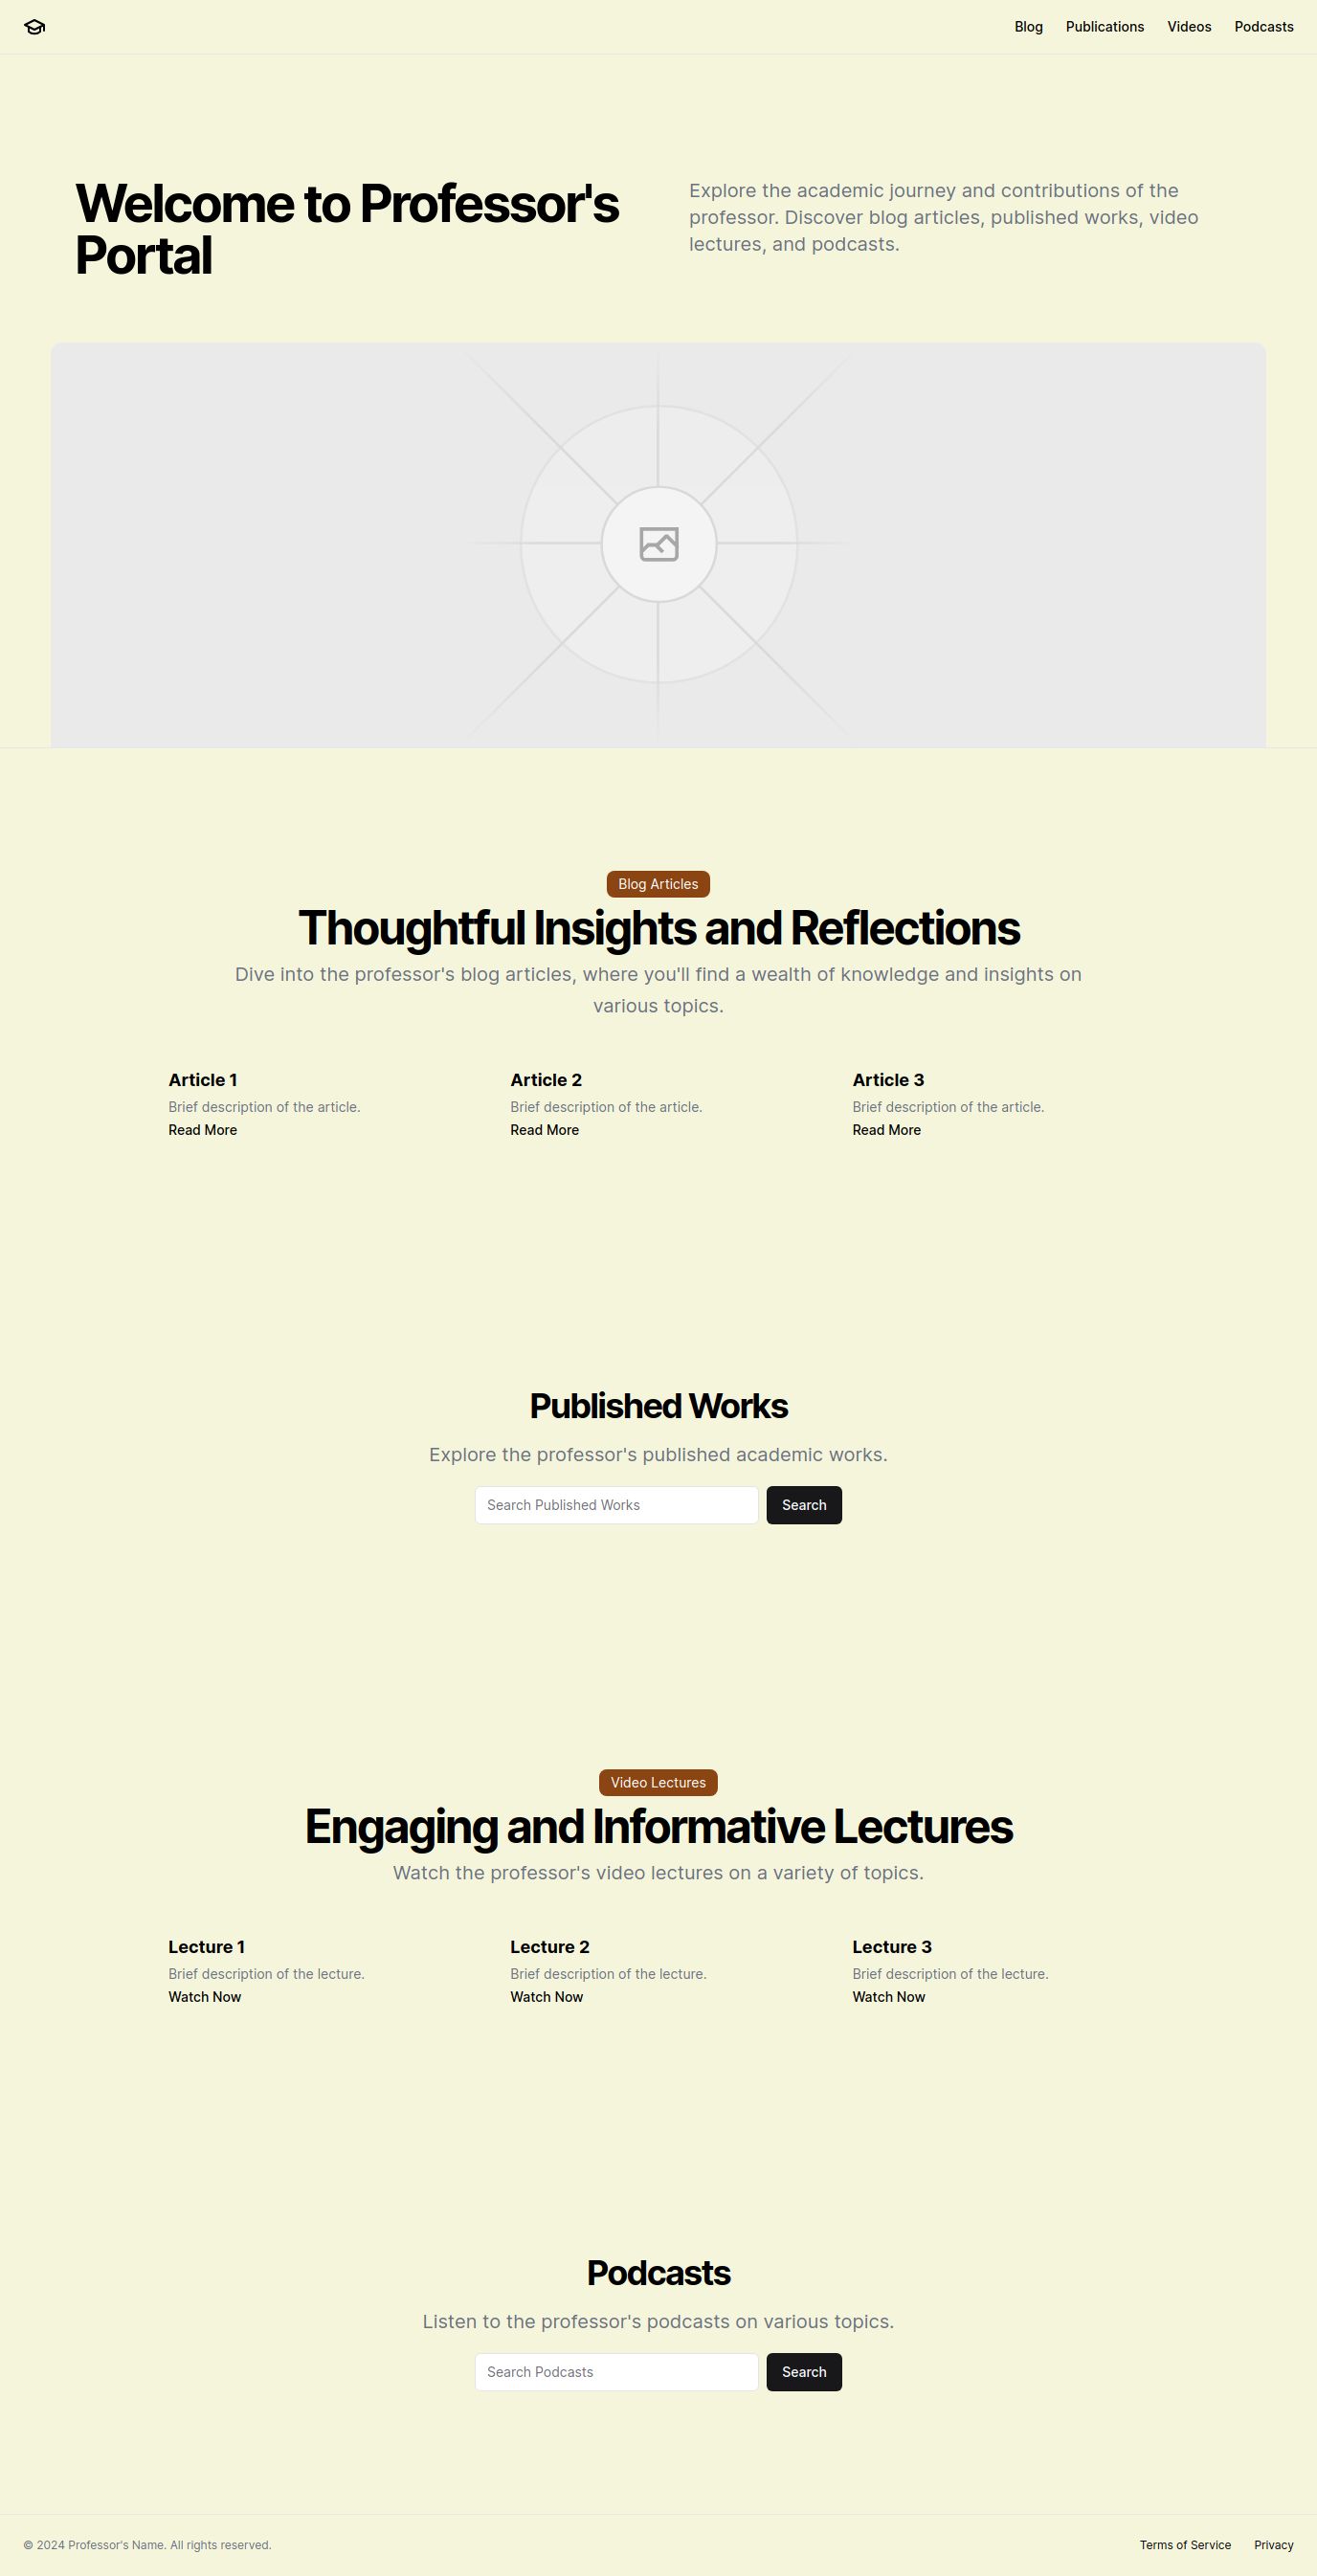 Blog Publications Videos Podcasts
Welcome to Professor's
Portal
Explore the academic journey and contributions of the
professor. Discover blog articles, published works, video
lectures, and podcasts.
Blog Articles
Thoughtful Insights and Reflections
Dive into the professor's blog articles, where you'll find a wealth of knowledge and insights on
various topics.
Article 1
Brief description of the article.
Read More
Article 2
Brief description of the article.
Read More
Article 3
Brief description of the article.
Read More
Published Works
Explore the professor's published academic works.
Search Published Works
Search
Video Lectures
Engaging and Informative Lectures
Watch the professor's video lectures on a variety of topics.
Lecture 1
Brief description of the lecture.
Watch Now
Lecture 2
Brief description of the lecture.
Watch Now
Lecture 3
Brief description of the lecture.
Watch Now
Podcasts
Listen to the professor's podcasts on various topics.
Search Podcasts
Search
© 2024 Professor's Name. All rights reserved.
Terms of Service Privacy